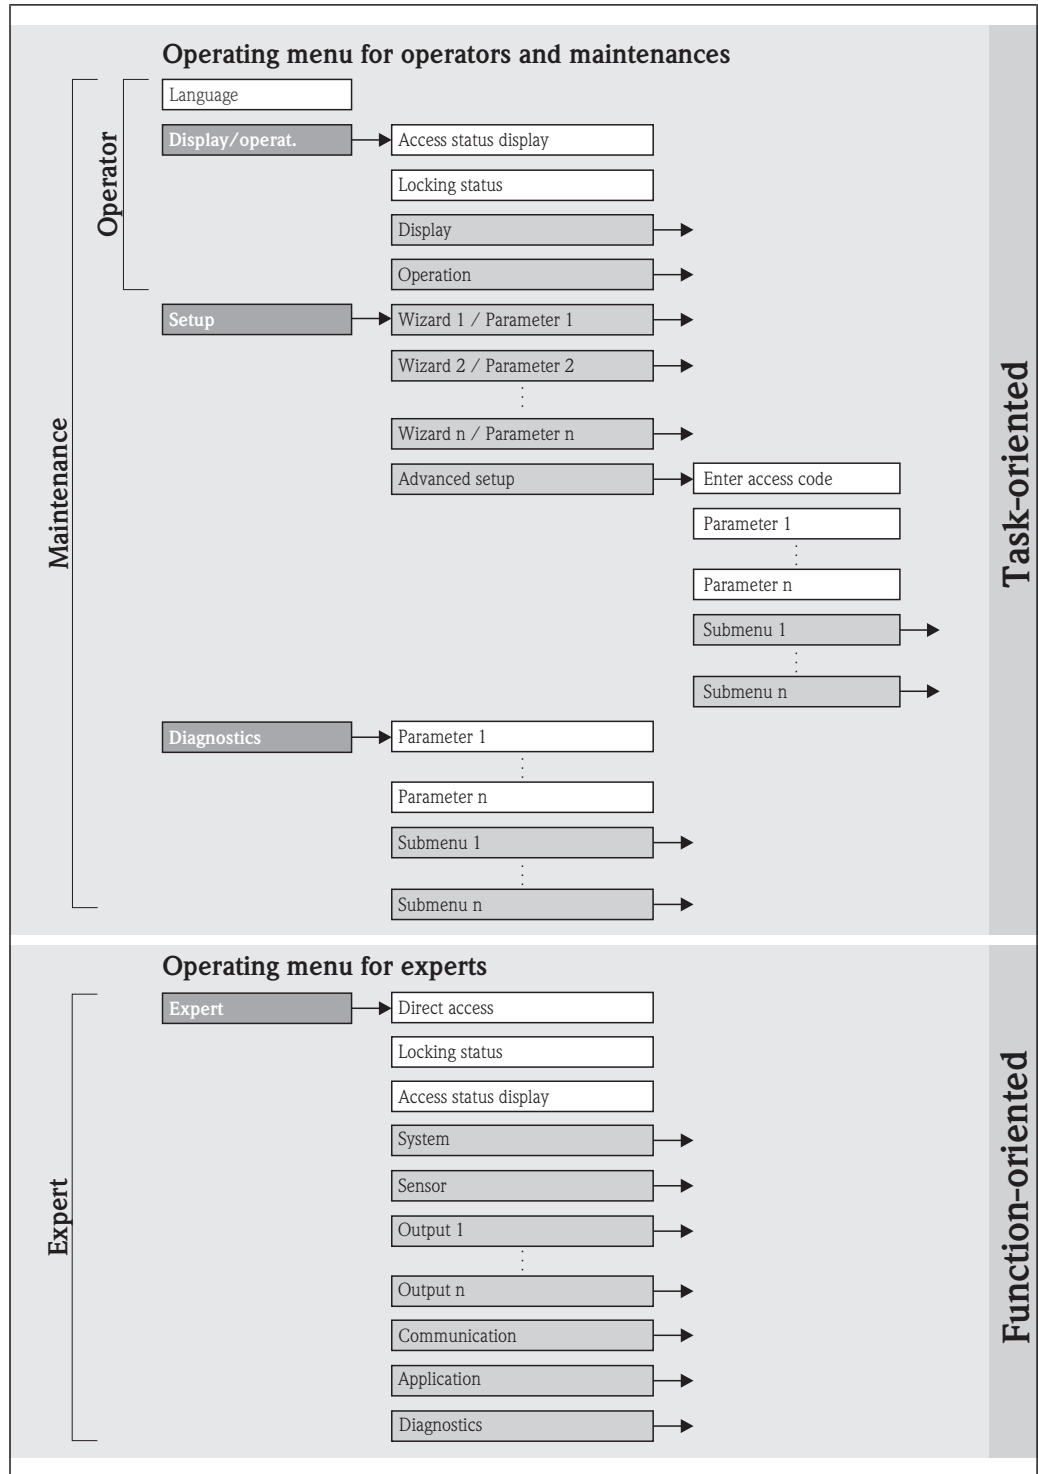 Operating menu for operators and maintenances
Language
Display/operat.
Access status display
Locking status
Display
Operation
Setup
Wizard 1 / Parameter 1
Wizard 2 / Parameter 2
Wizard n / Parameter n
Advanced setup
Enter access code
Parameter 1
Parameter n
Submenu 1
Submenu n
Diagnostics
Parameter 1
Parameter n
Submenu 1
Submenu n
Operator
Maintenance
Task-oriented
Operating menu for experts
Expert
Direct access
Locking status
Access status display
System
Sensor
Output 1
Output n
Communication
Application
Diagnostics
Expert
Function-oriented